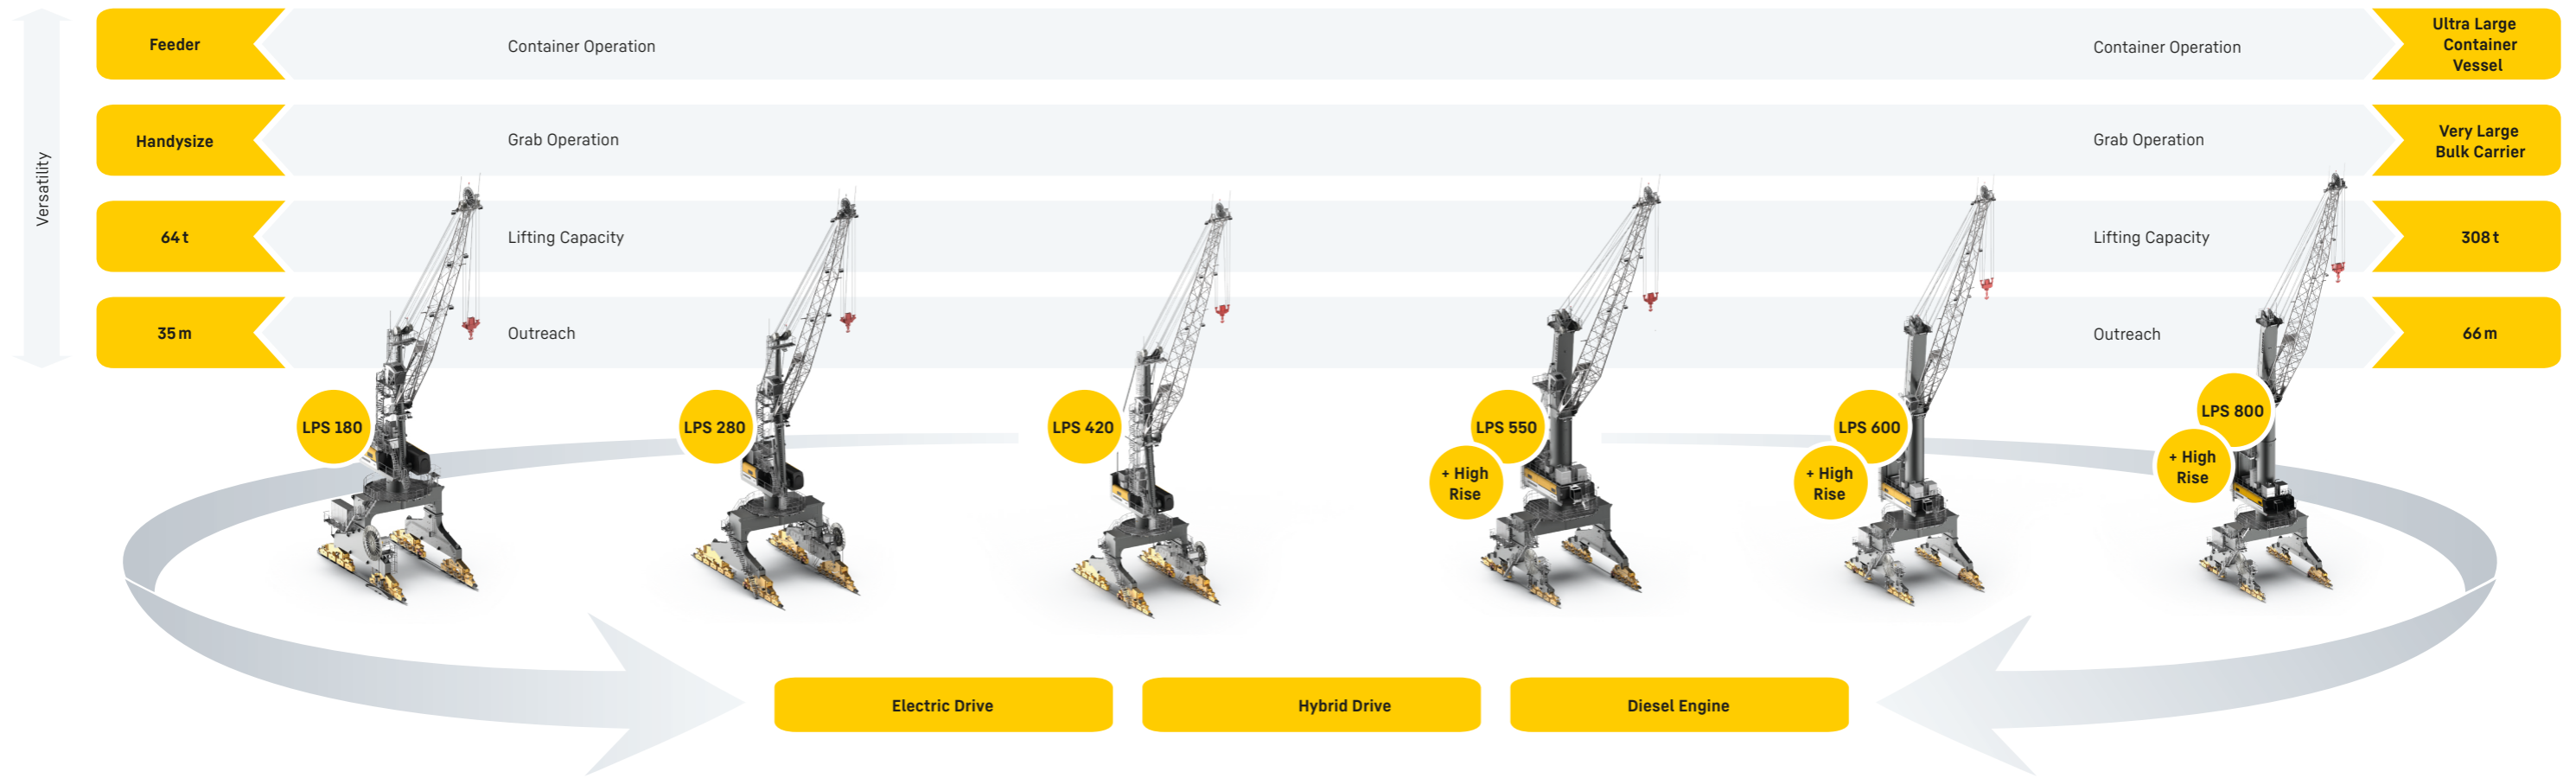 Versatility
Feeder
Container Operation
Container Operation
Ultra Large
Container
Vessel
Handysize
Grab Operation
Grab Operation
Very Large
Bulk Carrier
64 t
Lifting Capacity
Lifting Capacity
308 t
35 m
Outreach
Outreach
66 m
LPS 180
LPS 280
LPS 420
LPS 550
+ High
Rise
LPS 600
+ High
Rise
LPS 800
+ High
Rise
Electric Drive
Hybrid Drive
Diesel Engine